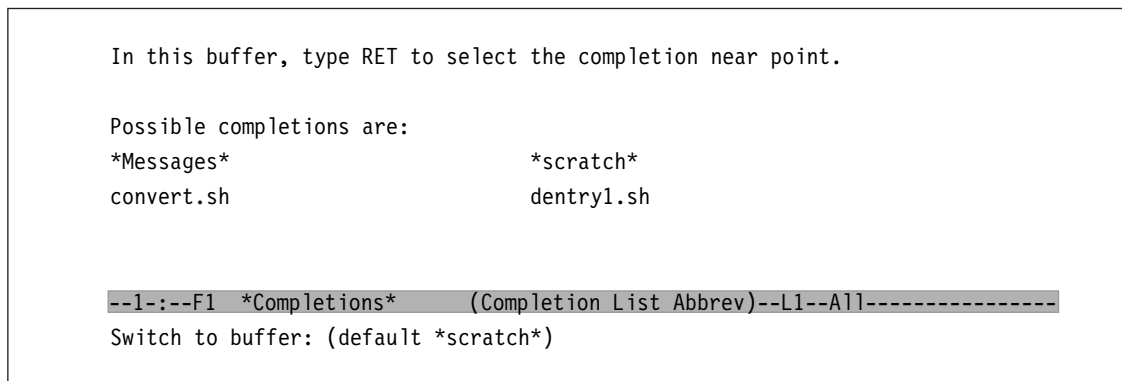 In this buffer, type RET to select the completion near point.
Possible completions are:
*Messages* *scratch*
convert.sh dentry1.sh
--1-:--F1 *Completions* (Completion List Abbrev)--L1--All----------------
Switch to buffer: (default *scratch*)